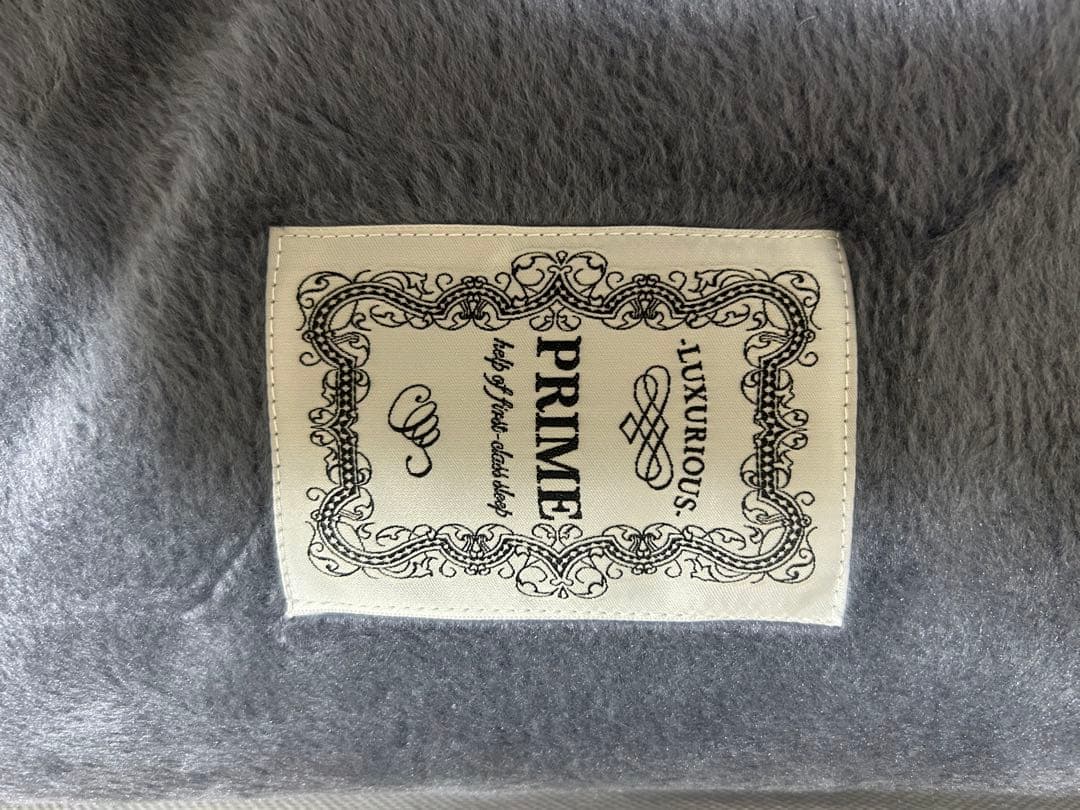 .LUXURIOUS.
PRIME
help of first-class sleep